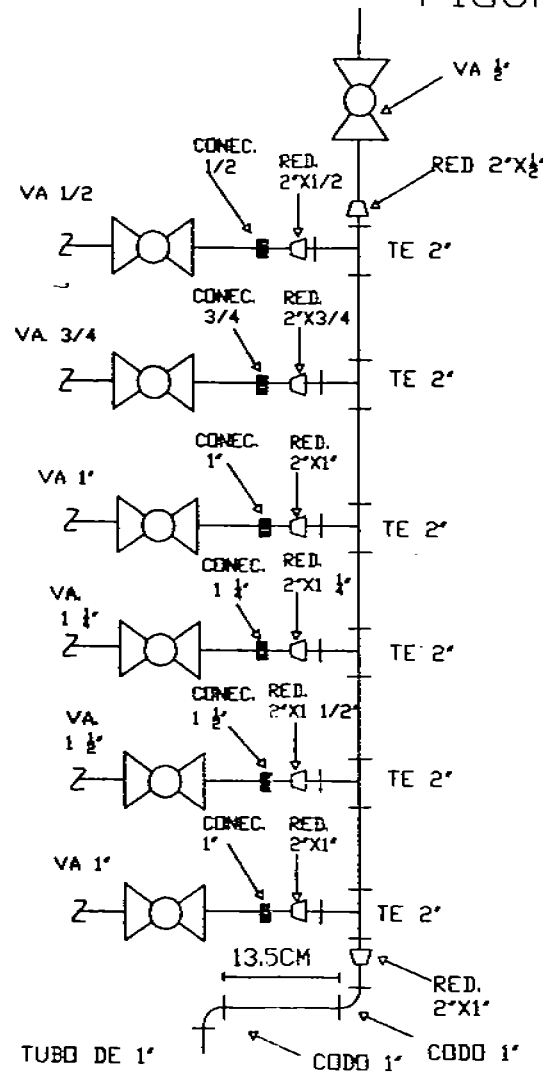 VA ½"
CONEC.
1/2
RED.
2"X1/2
RED 2"X½"
VA 1/2
TE 2"
CONEC.
3/4
RED.
2"X3/4
VA. 3/4
TE 2"
CONEC.
1"
RED.
2"X1"
VA 1"
TE 2"
CONEC.
1 ¼"
RED.
2"X1 ¼"
VA.
1 ¼"
TE 2"
CONEC.
1 ½"
RED.
2"X1 1/2"
VA.
1 ½"
TE 2"
CONEC.
1"
RED.
2"X1"
VA 1"
TE 2"
13.5CM
RED.
2"X1"
TUBO DE 1"
CODO 1"
CODO 1"